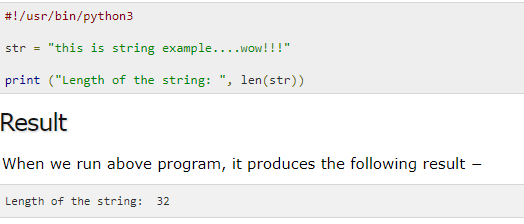 #!/usr/bin/python3
str = "this is string example....wow!!!"
print ("Length of the string: ", len(str))
Result
When we run above program, it produces the following result −
Length of the string:  32